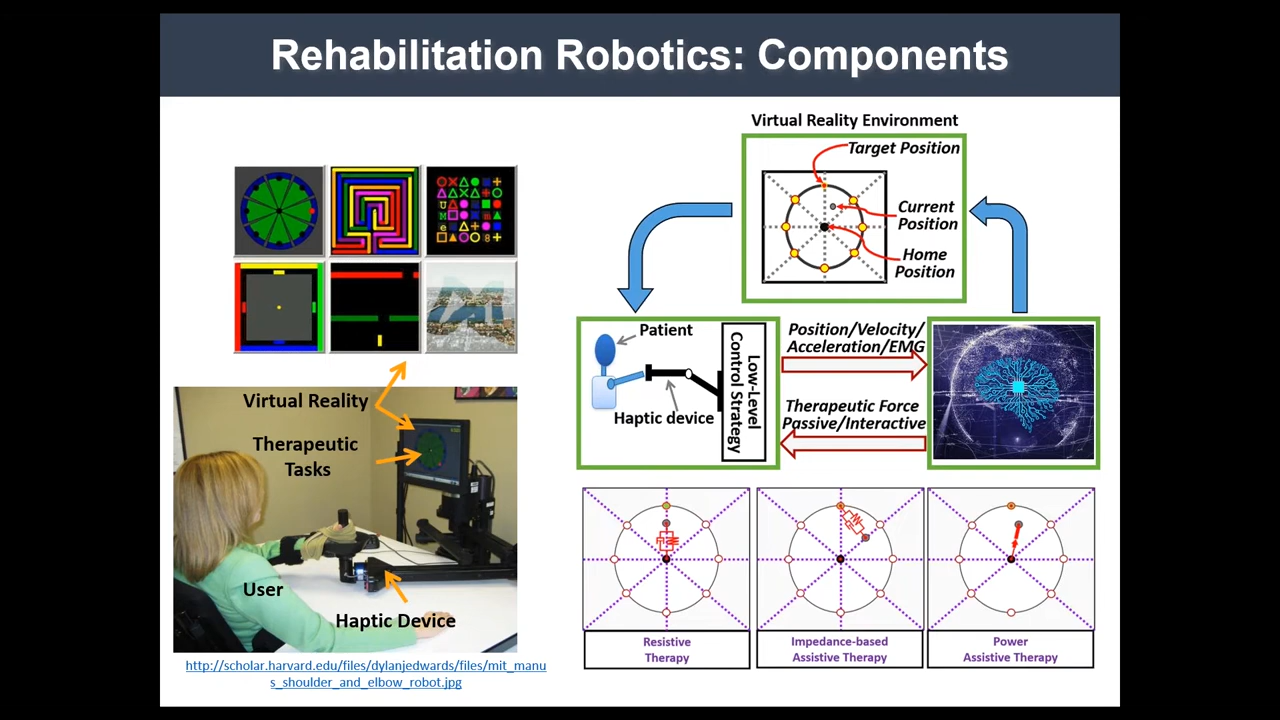 Rehabilitation Robotics: Components
Virtual Reality
Therapeutic
Tasks
User
Haptic Device
http://scholar.harvard.edu/files/dylanjedwards/files/mit_manu
s_shoulder_and_elbow_robot.jpg
Virtual Reality Environment
Target Position
Current
Position
Home
Position
Patient
Haptic device
Low-Level
Control Strategy
Position/Velocity/
Acceleration/EMG
Therapeutic Force
Passive/Interactive
Resistive
Therapy
Impedance-based
Assistive Therapy
Power
Assistive Therapy